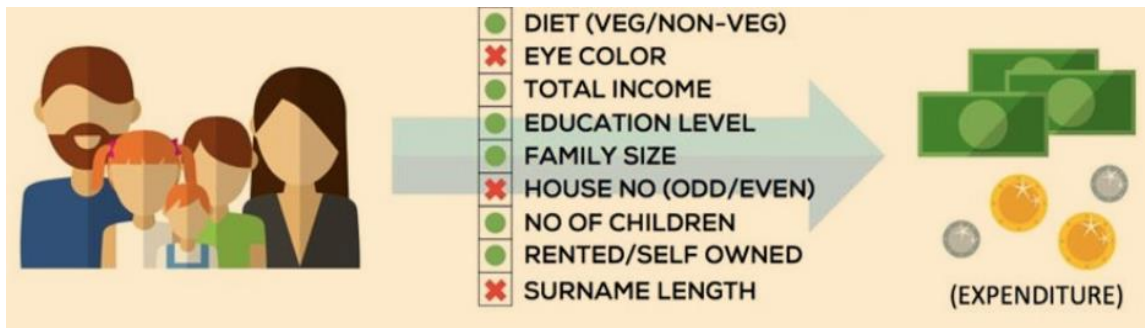 DIET (VEG/NON-VEG)
EYE COLOR
TOTAL INCOME
EDUCATION LEVEL
FAMILY SIZE
HOUSE NO (ODD/EVEN)
NO OF CHILDREN
RENTED/SELF OWNED
SURNAME LENGTH
(EXPENDITURE)